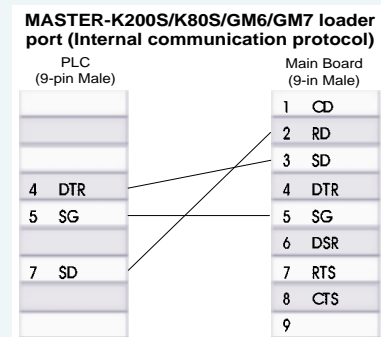 MASTER-K200S/K80S/GM6/GM7 loader
port (Internal communication protocol)
PLC
(9-pin Male)
Main Board
(9-in Male)
1 CD
2 RD
3 SD
4 DTR
4 DTR
5 SG
5 SG
6 DSR
7 SD
7 RTS
8 CTS
9